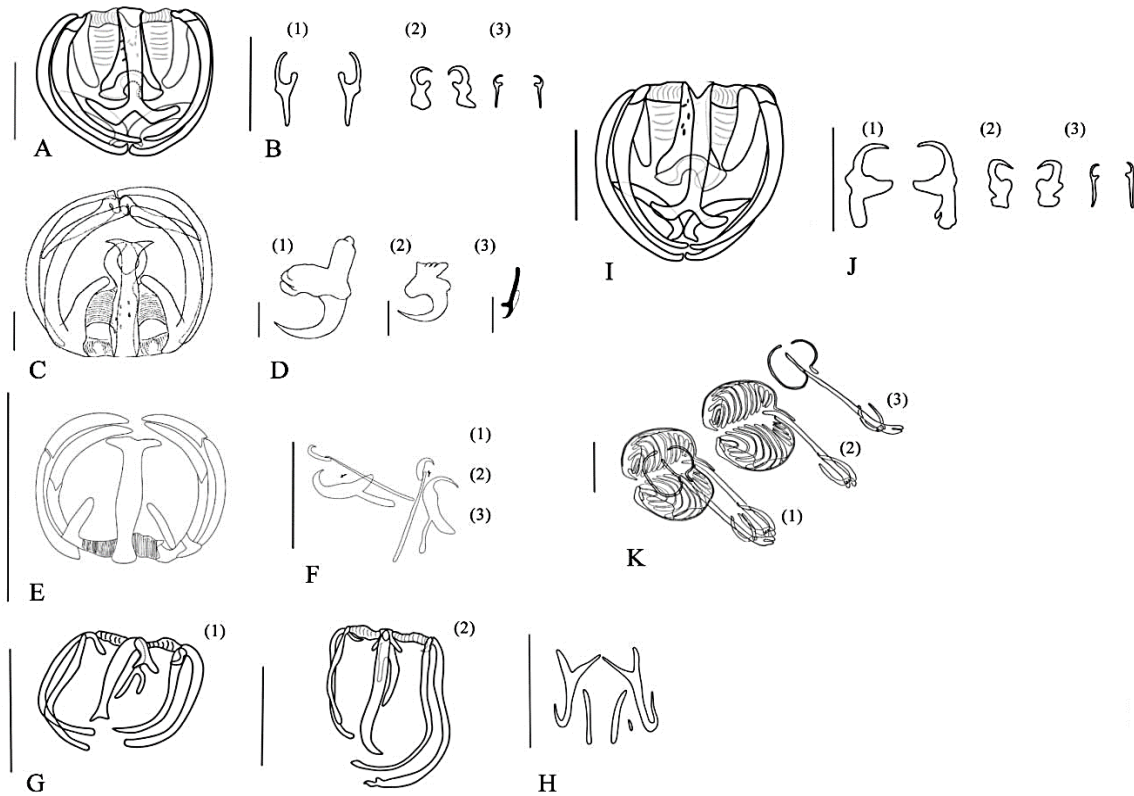 (1) (2) (3)
A B
(1) (2) (3)
I J
(1) (2) (3)
C D
(3)
(2)
(1)
K
(1)
(2)
(3)
E F
(1) (2)
G H